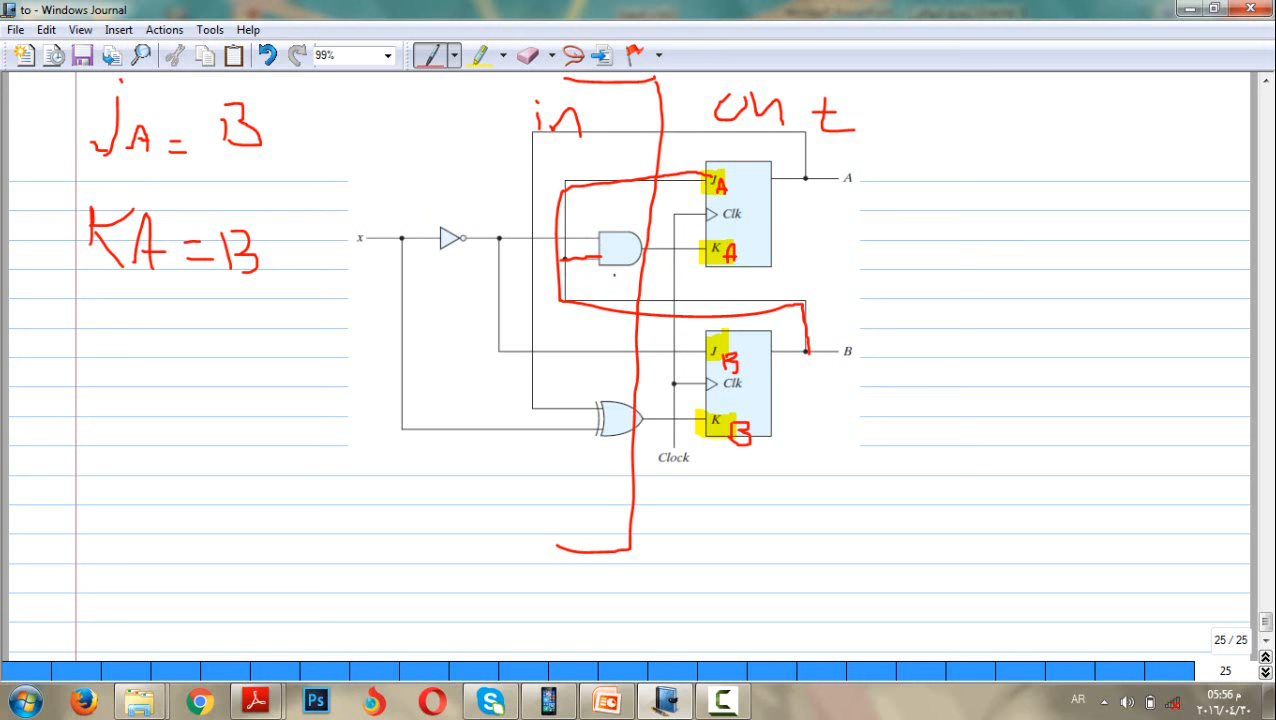 to - Windows Journal
File Edit View Insert Actions Tools Help
99%
JA = B
KA = B
in
out
J
A
Clk
K
A
A
x
J
B
Clk
K
B
B
Clock
25 / 25
25
Ps
AR
05:56 م
٢٠١٦/٠٤/٢٠